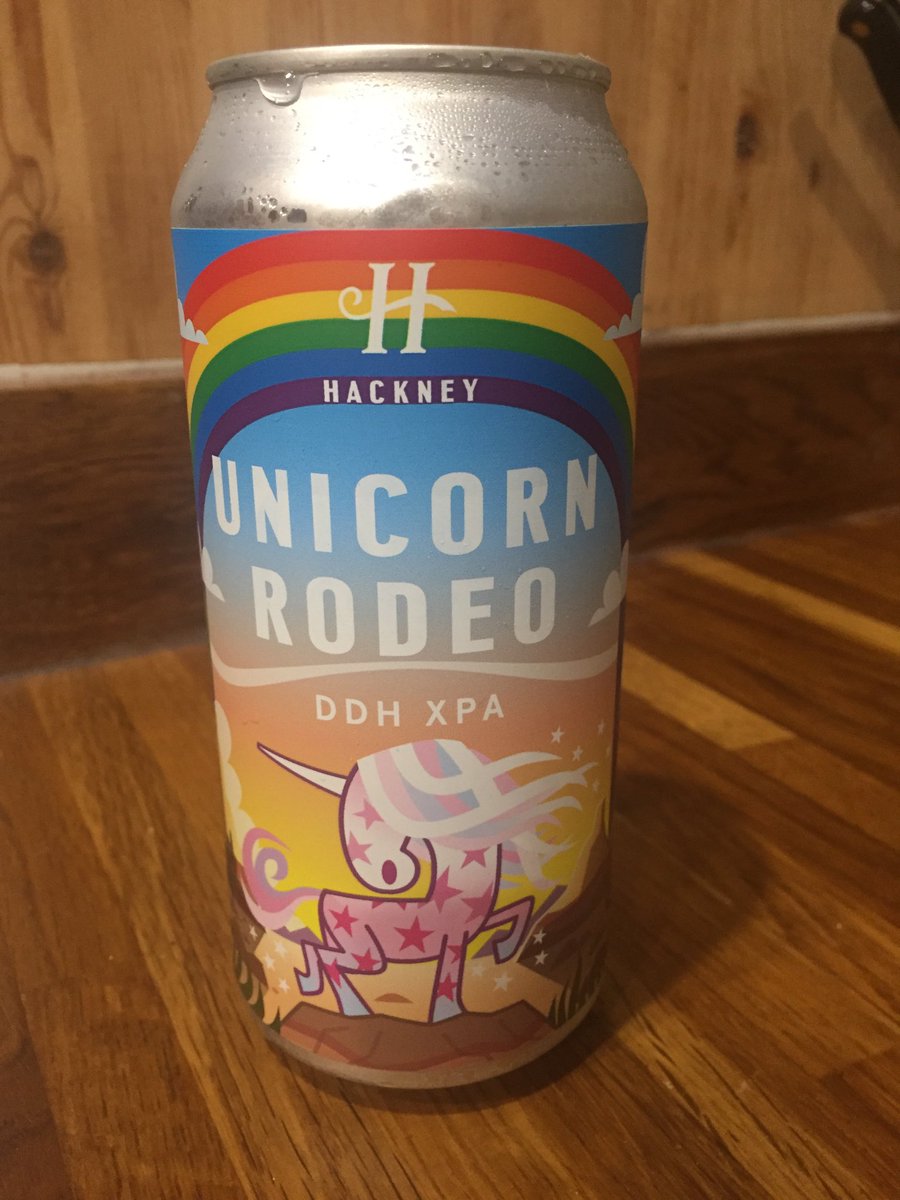 H
HACKNEY
UNICORN
RODEO
DDH XPA